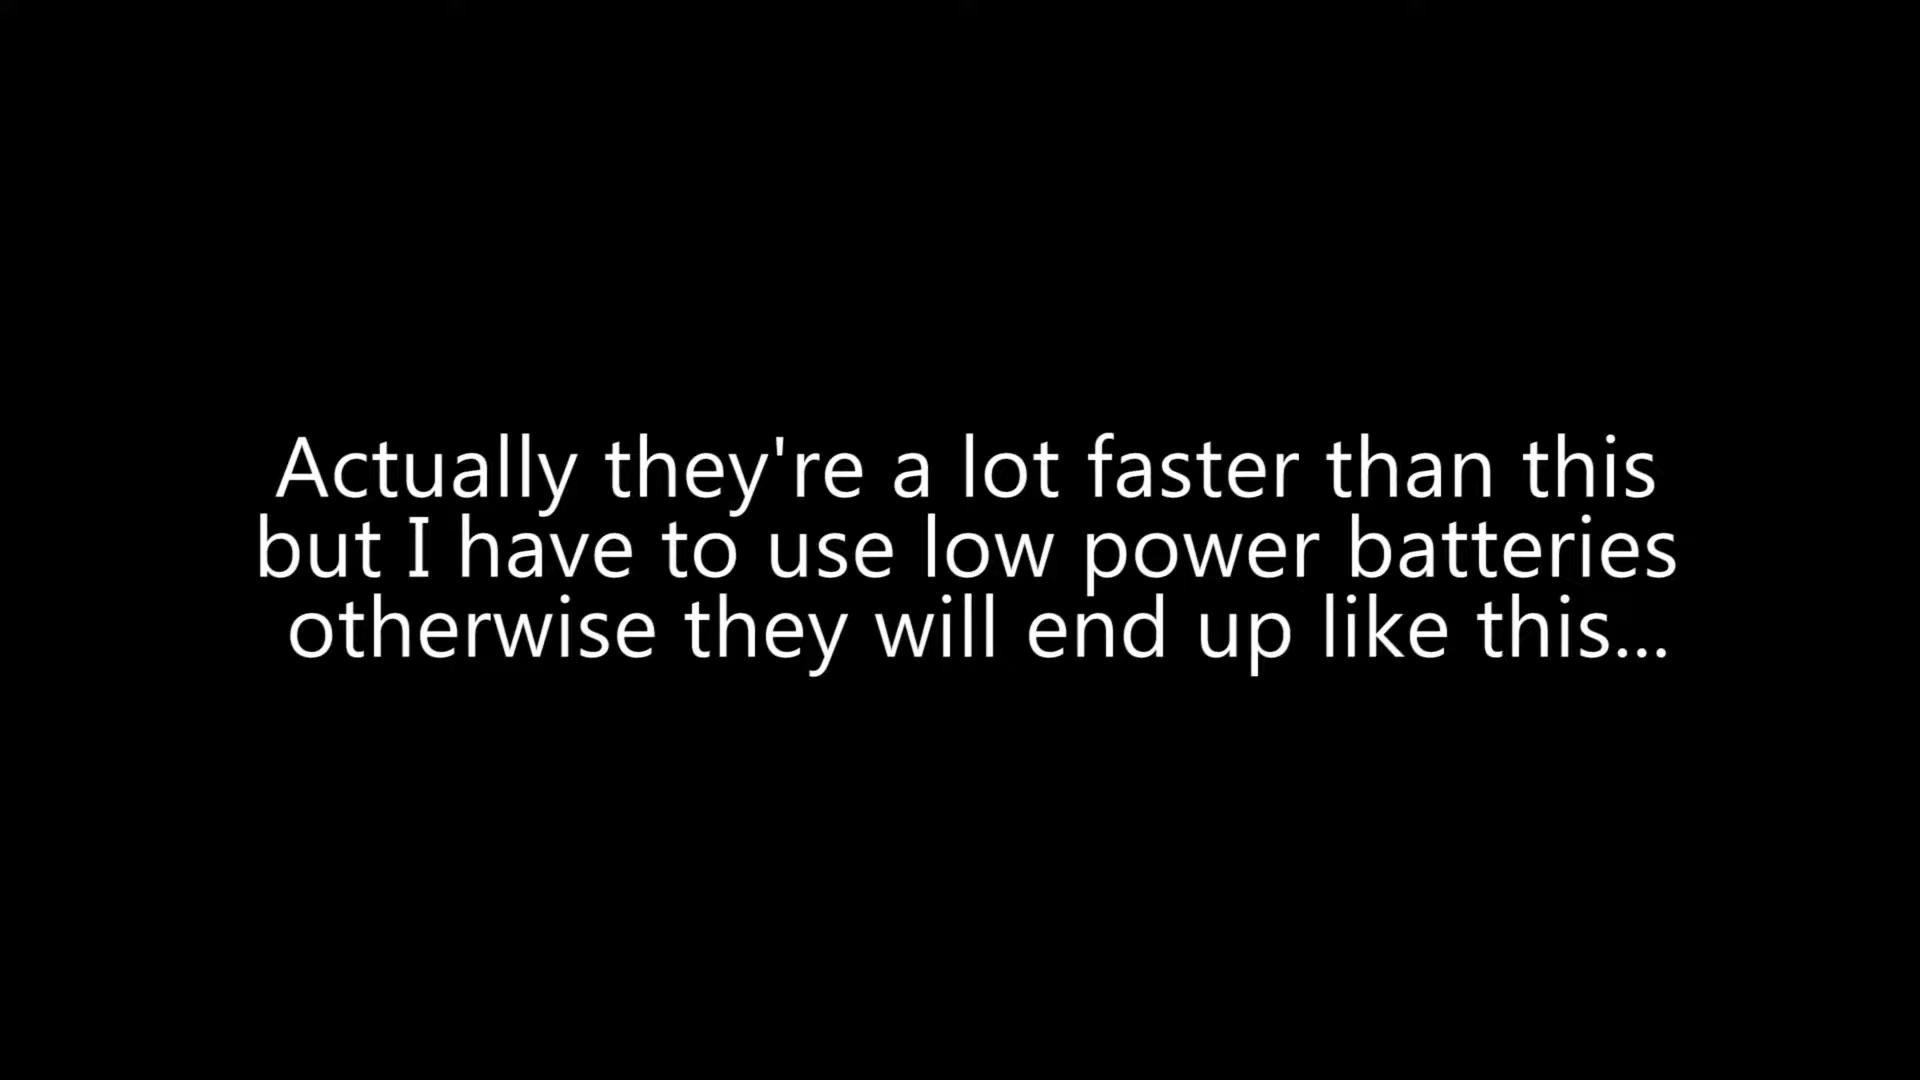 Actually they're a lot faster than this
but I have to use low power batteries
otherwise they will end up like this...